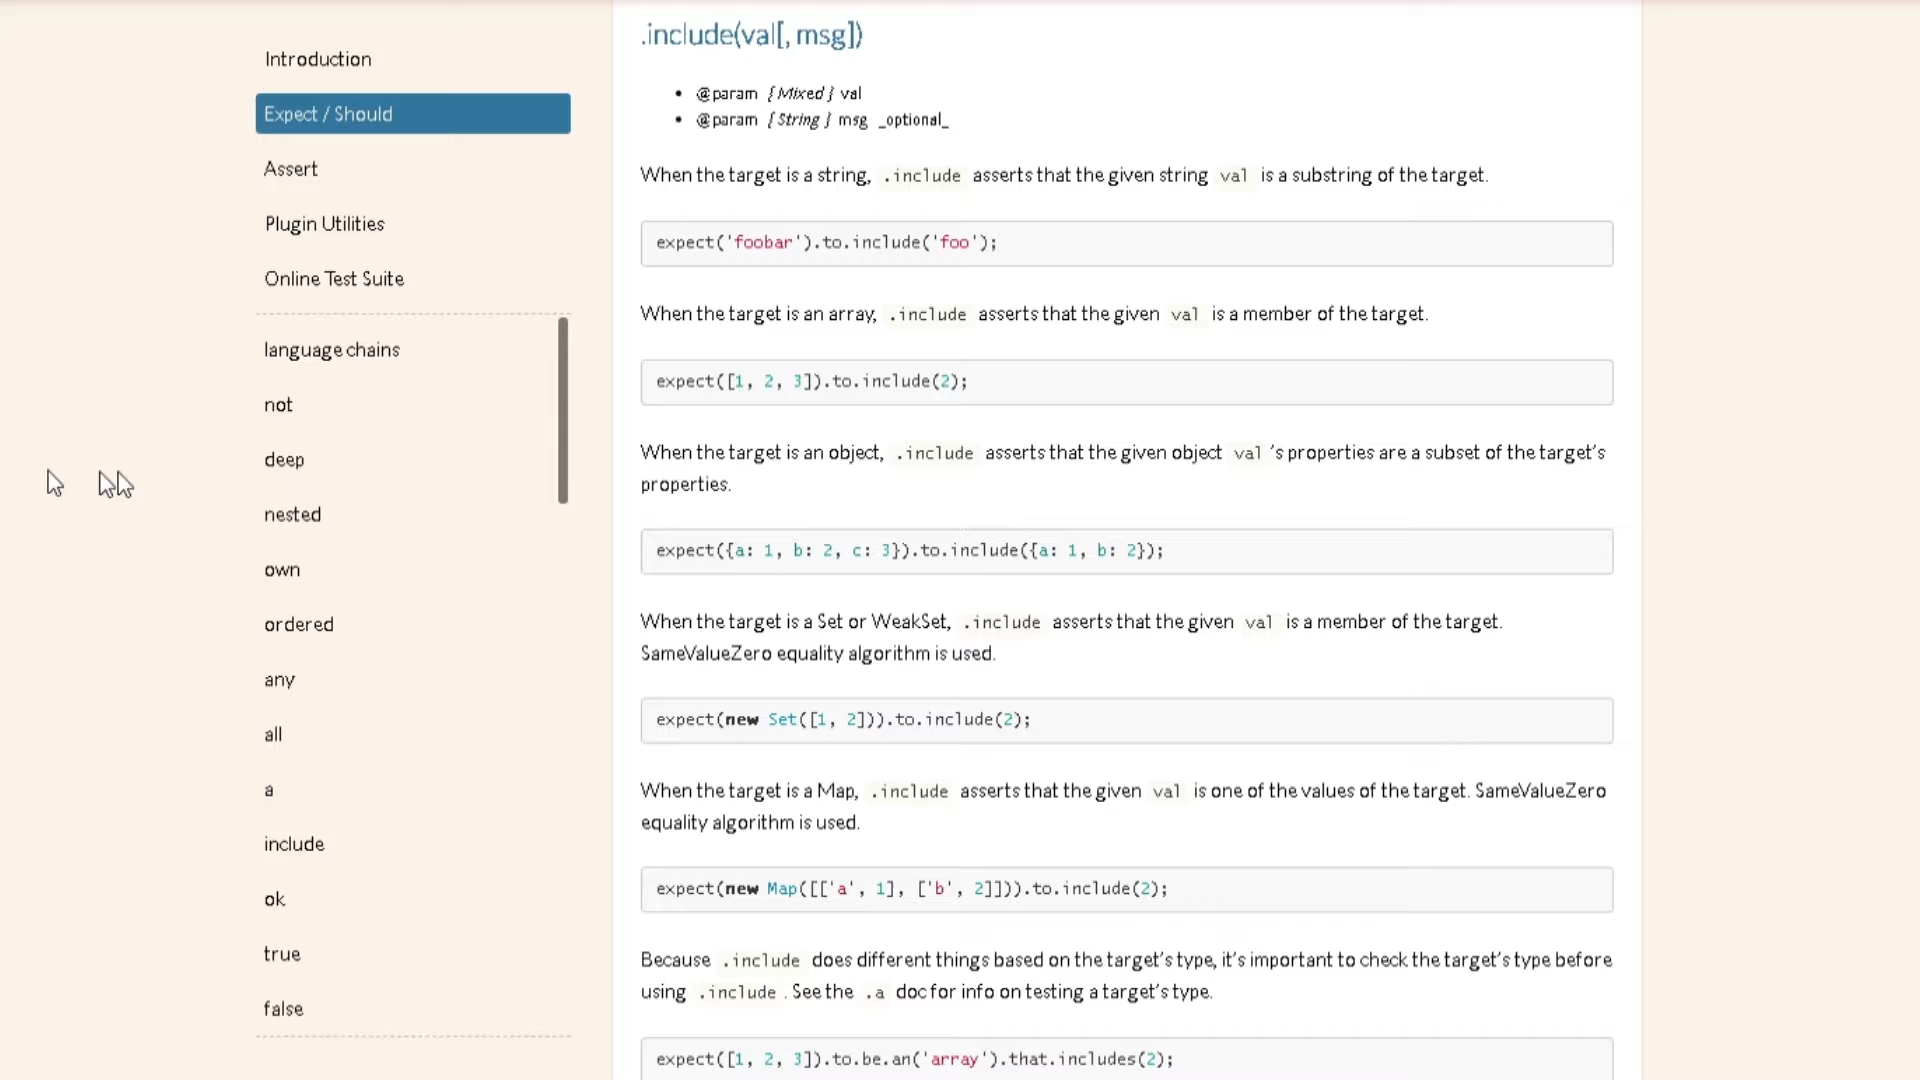 Introduction
Expect / Should
Assert
Plugin Utilities
Online Test Suite
language chains
not
deep
nested
own
ordered
any
all
a
include
ok
true
false
.include(val[, msg])
• @param { Mixed } val
• @param { String } msg _optional_
When the target is a string, .include asserts that the given string val is a substring of the target.
expect('foobar').to.include('foo');
When the target is an array, .include asserts that the given val is a member of the target.
expect([1, 2, 3]).to.include(2);
When the target is an object, .include asserts that the given object val 's properties are a subset of the target's
properties.
expect({a: 1, b: 2, c: 3}).to.include({a: 1, b: 2});
When the target is a Set or WeakSet, .include asserts that the given val is a member of the target.
SameValueZero equality algorithm is used.
expect(new Set([1, 2])).to.include(2);
When the target is a Map, .include asserts that the given val is one of the values of the target. SameValueZero
equality algorithm is used.
expect(new Map([['a', 1], ['b', 2]])).to.include(2);
Because .include does different things based on the target's type, it's important to check the target's type before
using .include . See the .a doc for info on testing a target's type.
expect([1, 2, 3]).to.be.an('array').that.includes(2);